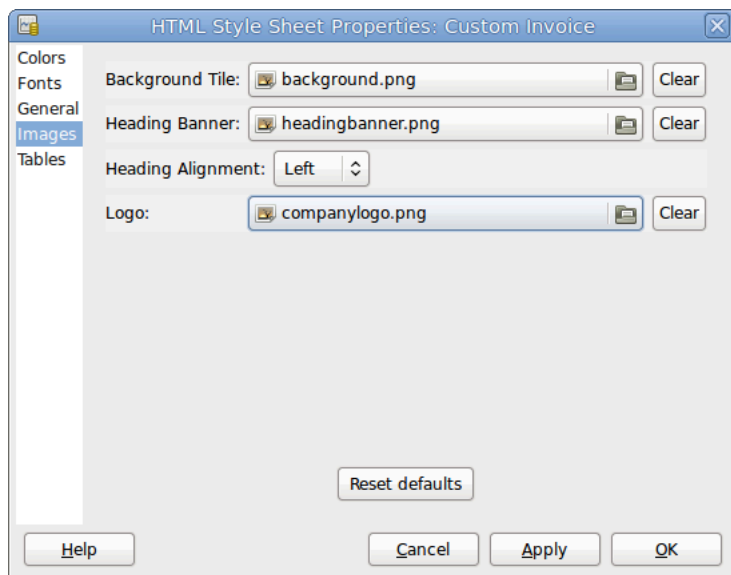 HTML Style Sheet Properties: Custom Invoice
Colors
Fonts
General
Images
Tables
Background Tile: background.png Clear
Heading Banner: headingbanner.png Clear
Heading Alignment: Left
Logo: companylogo.png Clear
Reset defaults
Help Cancel Apply OK